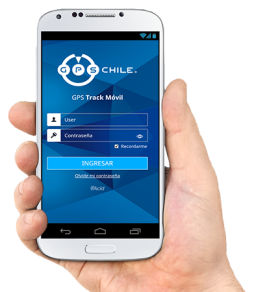 GPS CHILE.
GPS Track Móvil
User
Contraseña
Recordarme
INGRESAR
Olvidé mi contraseña